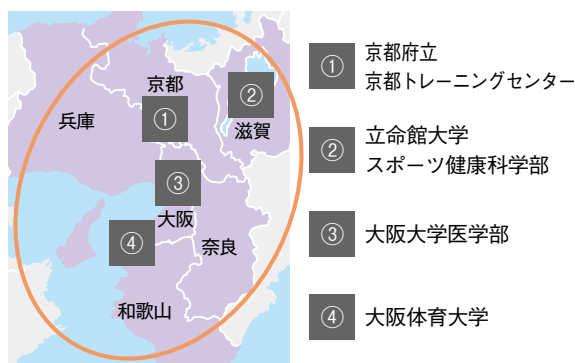 京都
②
①
兵庫
滋賀
③
大阪
④
奈良
和歌山
①
京都府立
京都トレーニングセンター
②
立命館大学
スポーツ健康科学部
③
大阪大学医学部
④
大阪体育大学